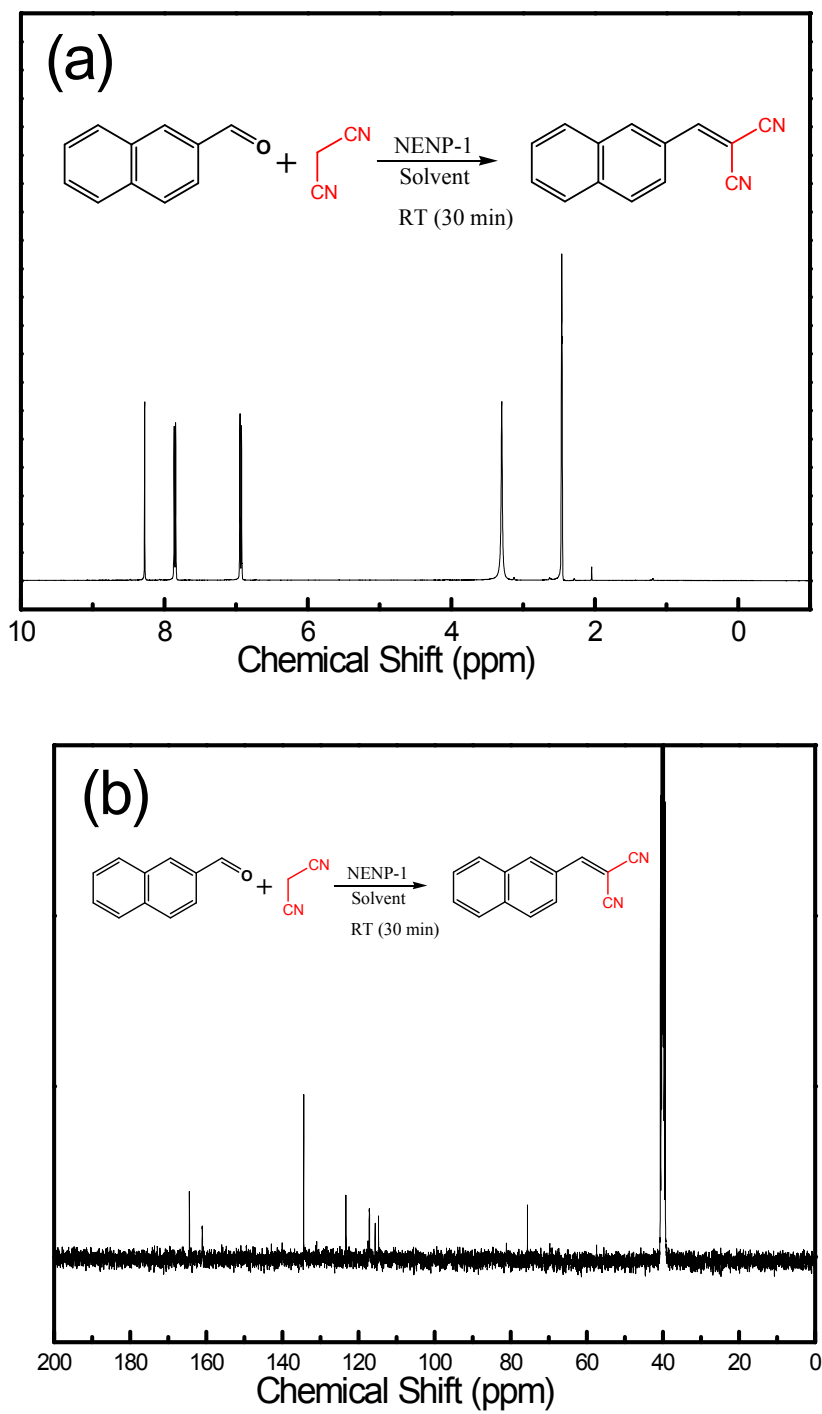 (a)
O
+
CN
CN
NENP-1
Solvent
RT (30 min)
CN
CN
10 8 6 4 2 0
Chemical Shift (ppm)
(b)
O
+
CN
CN
NENP-1
Solvent
RT (30 min)
CN
CN
200 180 160 140 120 100 80 60 40 20 0
Chemical Shift (ppm)